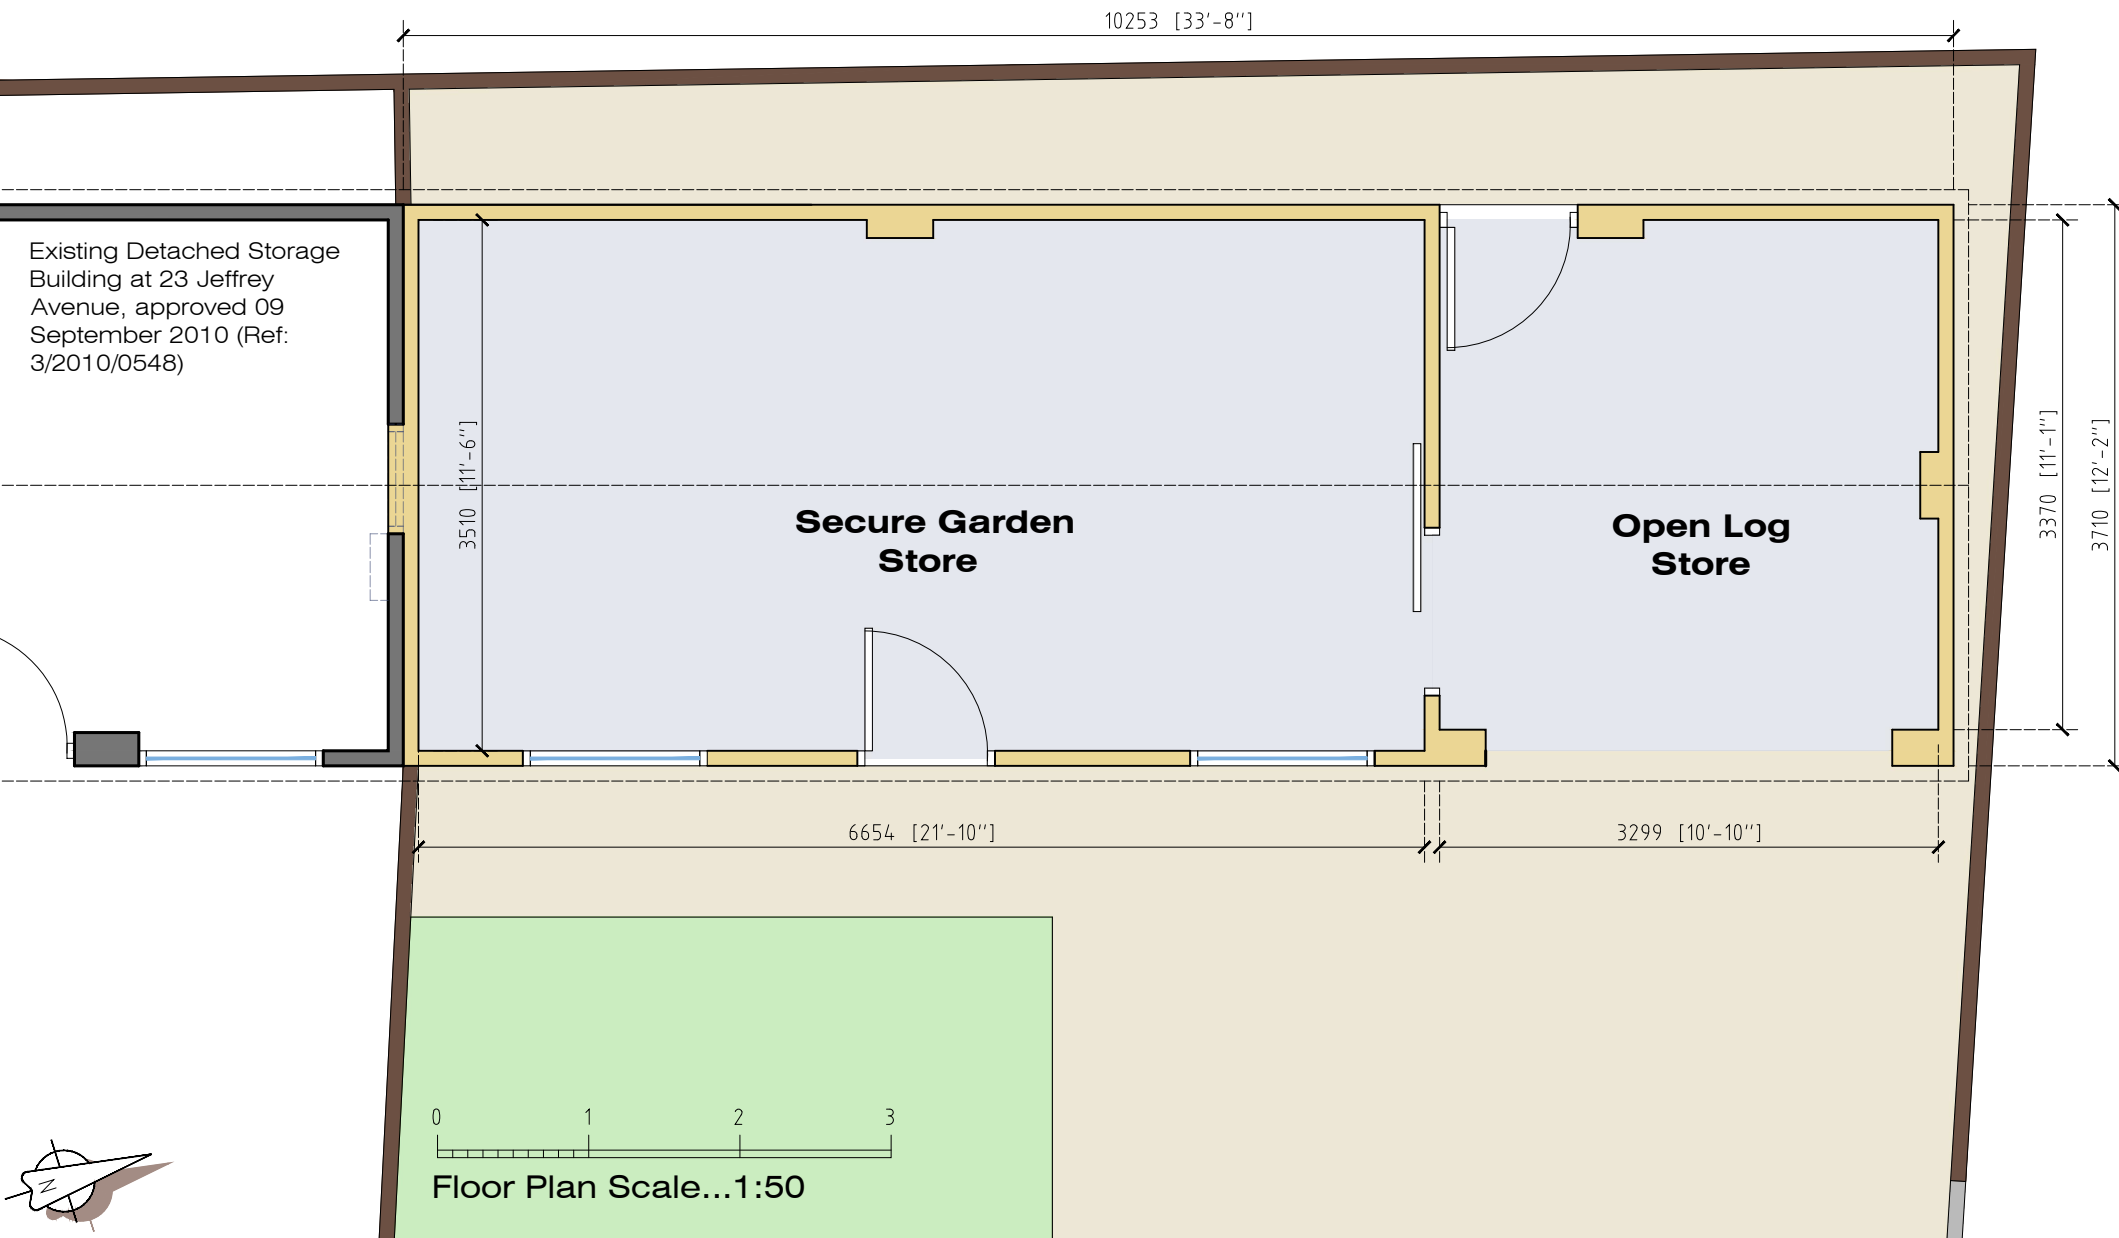 10253 [33'-8"]
Existing Detached Storage
Building at 23 Jeffrey
Avenue, approved 09
September 2010 (Ref:
3/2010/0548)
3510 [11'-6"]
Secure Garden
Store
Open Log
Store
3370 [11'-1"]
3710 [12'-2"]
6654 [21'-10"]
3299 [10'-10"]
0 1 2 3
Floor Plan Scale...1:50
N